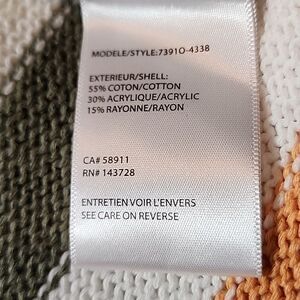 MODELE/STYLE:7391O-4338
EXTERIEUR/SHELL:
55% COTON/COTTON
30% ACRYLIQUE/ACRYLIC
15% RAYONNE/RAYON
CA# 58911
RN# 143728
ENTRETIEN VOIR L'ENVERS
SEE CARE ON REVERSE